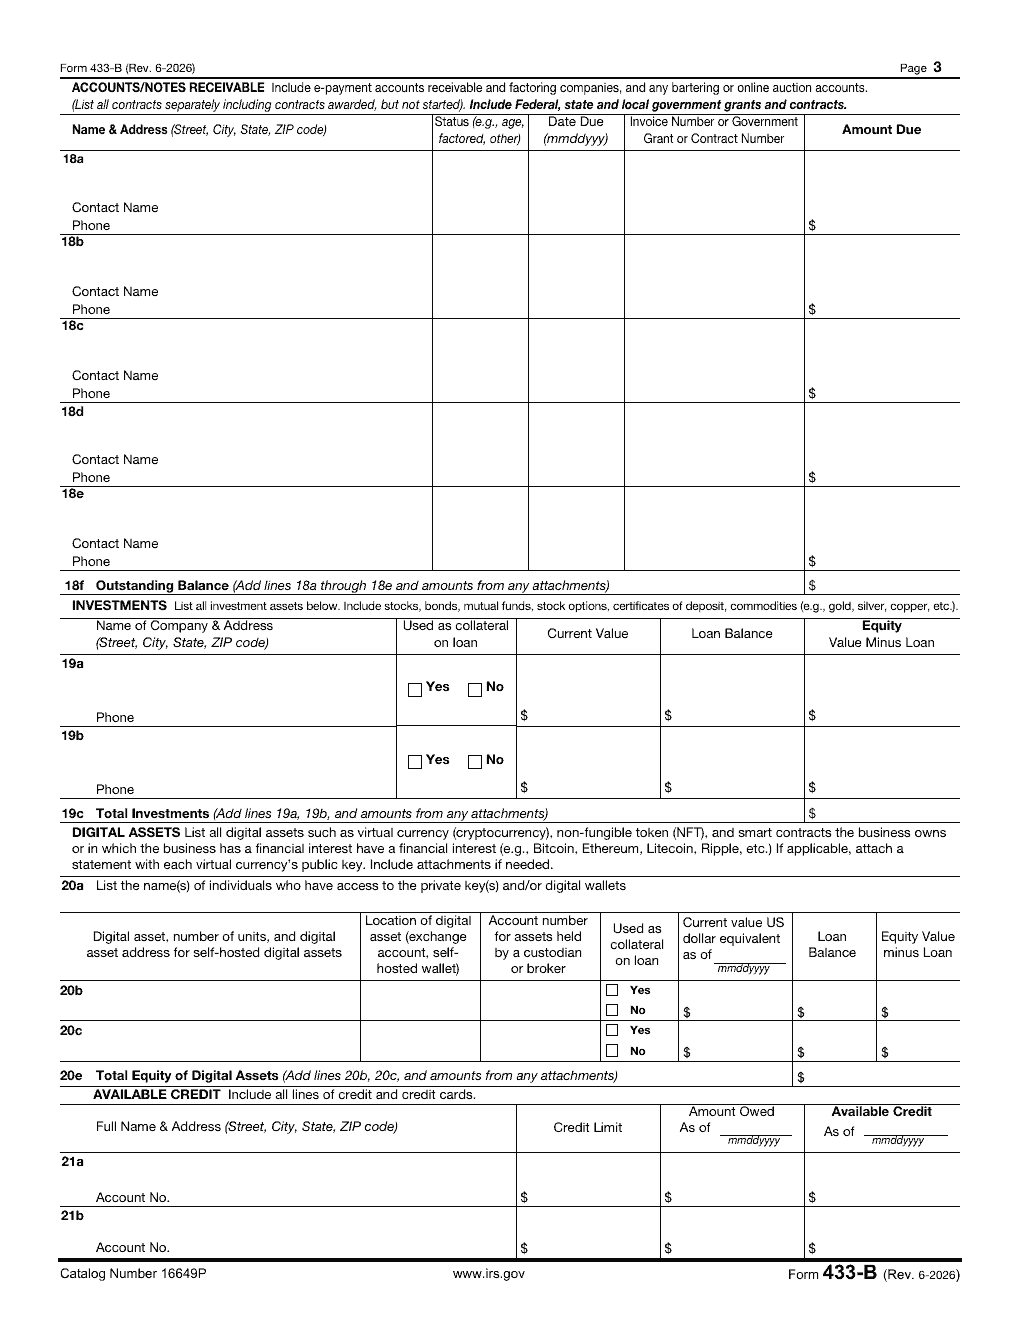 Form 433-B (Rev. 6-2026)
Page 3
ACCOUNTS/NOTES RECEIVABLE Include e-payment accounts receivable and factoring companies, and any bartering or online auction accounts.
(List all contracts separately including contracts awarded, but not started). Include Federal, state and local government grants and contracts.
Name & Address (Street, City, State, ZIP code)
Status (e.g., age,
factored, other)
Date Due
(mmddyyy)
Invoice Number or Government
Grant or Contract Number
Amount Due
18a
Contact Name
Phone
$
18b
Contact Name
Phone
$
18c
Contact Name
Phone
$
18d
Contact Name
Phone
$
18e
Contact Name
Phone
$
18f Outstanding Balance (Add lines 18a through 18e and amounts from any attachments)
$
INVESTMENTS List all investment assets below. Include stocks, bonds, mutual funds, stock options, certificates of deposit, commodities (e.g., gold, silver, copper, etc.).
Name of Company & Address
(Street, City, State, ZIP code)
Used as collateral
on loan
Current Value
Loan Balance
Equity
Value Minus Loan
19a
Yes No
Phone
$ $ $
19b
Yes No
Phone
$ $ $
19c Total Investments (Add lines 19a, 19b, and amounts from any attachments)
$
DIGITAL ASSETS List all digital assets such as virtual currency (cryptocurrency), non-fungible token (NFT), and smart contracts the business owns
or in which the business has a financial interest have a financial interest (e.g., Bitcoin, Ethereum, Litecoin, Ripple, etc.) If applicable, attach a
statement with each virtual currency’s public key. Include attachments if needed.
20a List the name(s) of individuals who have access to the private key(s) and/or digital wallets
Digital asset, number of units, and digital
asset address for self-hosted digital assets
Location of digital
asset (exchange
account, self-
hosted wallet)
Account number
for assets held
by a custodian
or broker
Used as
collateral
on loan
Current value US
dollar equivalent
as of
mmddyyyy
Loan
Balance
Equity Value
minus Loan
20b
Yes
No
$ $ $
20c
Yes
No
$ $ $
20e Total Equity of Digital Assets (Add lines 20b, 20c, and amounts from any attachments)
$
AVAILABLE CREDIT Include all lines of credit and credit cards.
Full Name & Address (Street, City, State, ZIP code)
Credit Limit
Amount Owed
As of
mmddyyyy
Available Credit
As of
mmddyyyy
21a
Account No.
$ $ $
21b
Account No.
$ $ $
Catalog Number 16649P
www.irs.gov
Form 433-B (Rev. 6-2026)